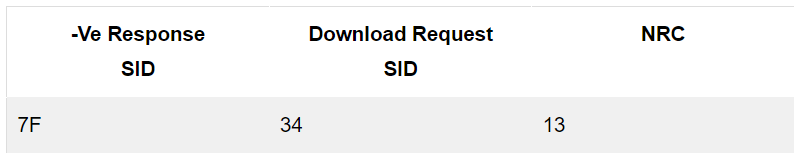 -Ve Response Download Request NRC
SID SID
7F 34 13